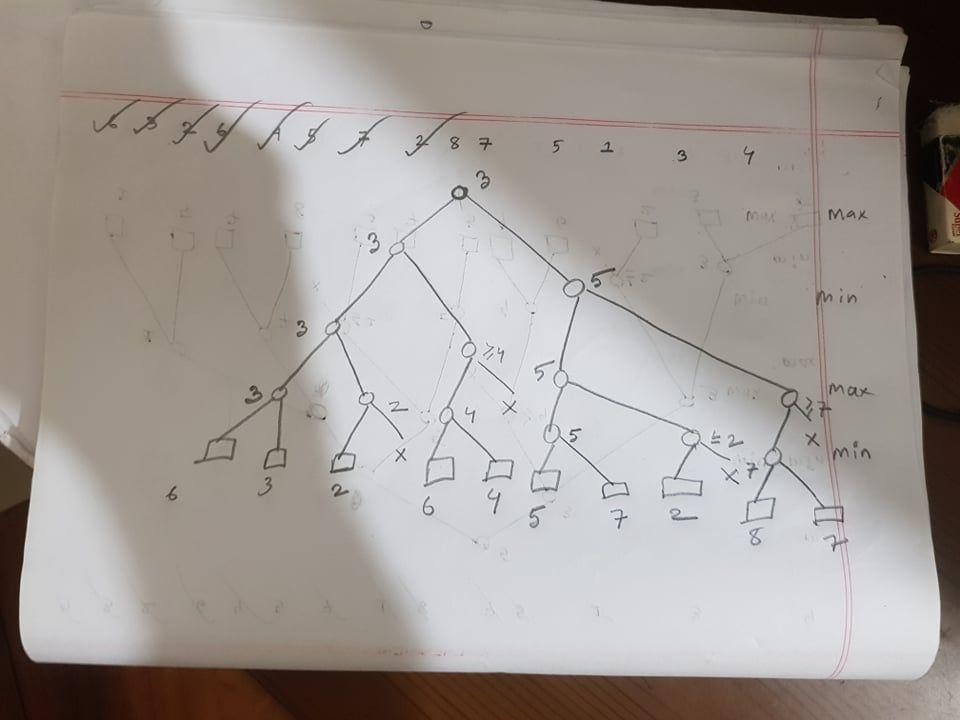 6 3 2 6 4 5 7 2 8 7 5 1 3 4
3
3 max
5 min
3 ≥4
3 5 max
2 4 ≥7
x x 5 ≤2 x min
x 7
6 3 2 6 4 5 7 2 8 7